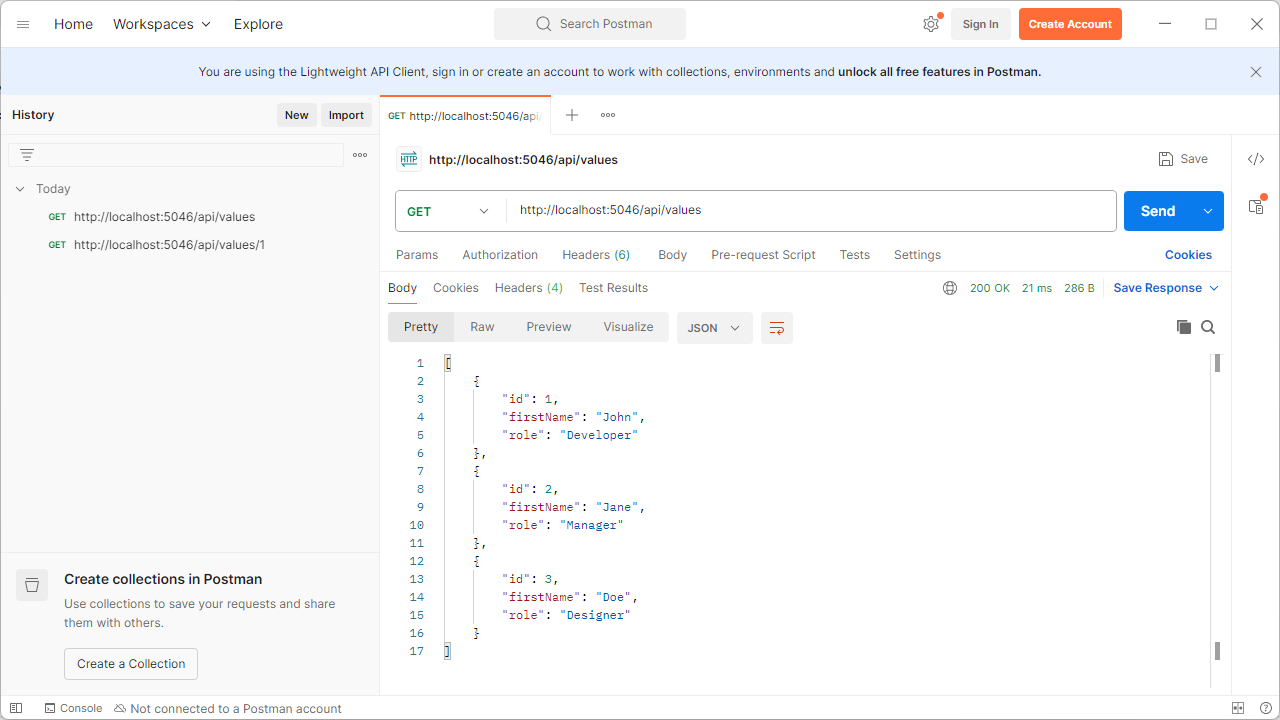 Home Workspaces Explore Search Postman Sign In Create Account
You are using the Lightweight API Client, sign in or create an account to work with collections, environments and unlock all free features in Postman.
History New Import
GET http://localhost:5046/api/
Today
GET http://localhost:5046/api/values
GET http://localhost:5046/api/values/1
HTTP http://localhost:5046/api/values Save
GET http://localhost:5046/api/values Send
Params Authorization Headers (6) Body Pre-request Script Tests Settings Cookies
Body Cookies Headers (4) Test Results 200 OK 21 ms 286 B Save Response
Pretty Raw Preview Visualize JSON
1 [
2 {
3 "id": 1,
4 "firstName": "John",
5 "role": "Developer"
6 },
7 {
8 "id": 2,
9 "firstName": "Jane",
10 "role": "Manager"
11 },
12 {
13 "id": 3,
14 "firstName": "Doe",
15 "role": "Designer"
16 }
17 ]
Create collections in Postman
Use collections to save your requests and share
them with others.
Create a Collection
Console Not connected to a Postman account